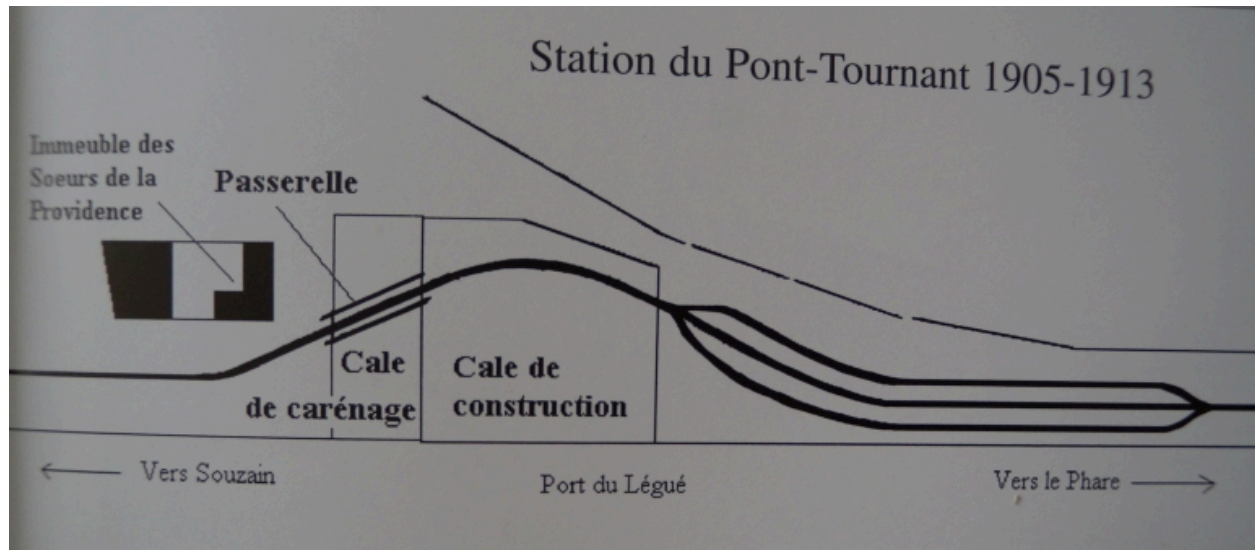 Station du Pont-Tournant 1905-1913
Immeuble des
Soeurs de la
Providence
Passerelle
Cale
de carénage
Cale de
construction
Vers Souzain
Port du Légué
Vers le Phare